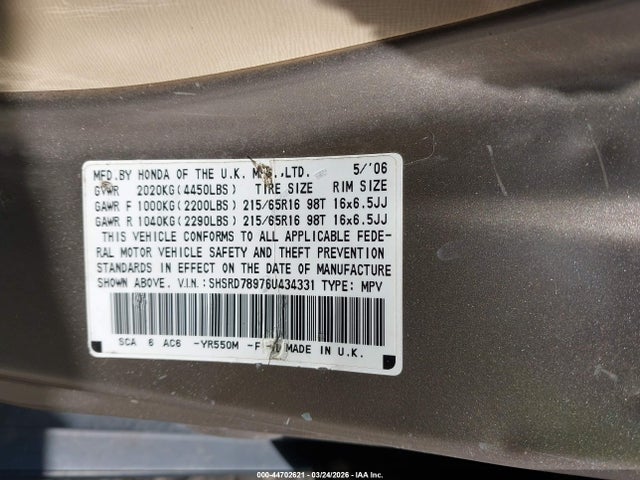 MFD.BY HONDA OF THE U.K. MFG.,LTD. 5/'06
GVWR 2020KG(4450LBS) TIRE SIZE RIM SIZE
GAWR F 1000KG(2200LBS) 215/65R16 98T 16x6.5JJ
GAWR R 1040KG(2290LBS) 215/65R16 98T 16x6.5JJ
THIS VEHICLE CONFORMS TO ALL APPLICABLE FEDE-
RAL MOTOR VEHICLE SAFETY AND THEFT PREVENTION
STANDARDS IN EFFECT ON THE DATE OF MANUFACTURE
SHOWN ABOVE. V.I.N.:SHSRD78976U434331 TYPE: MPV
SCA 6 AC6 -YR550M -F - MADE IN U.K.
000-44702621 - 03/24/2026 - IAA Inc.